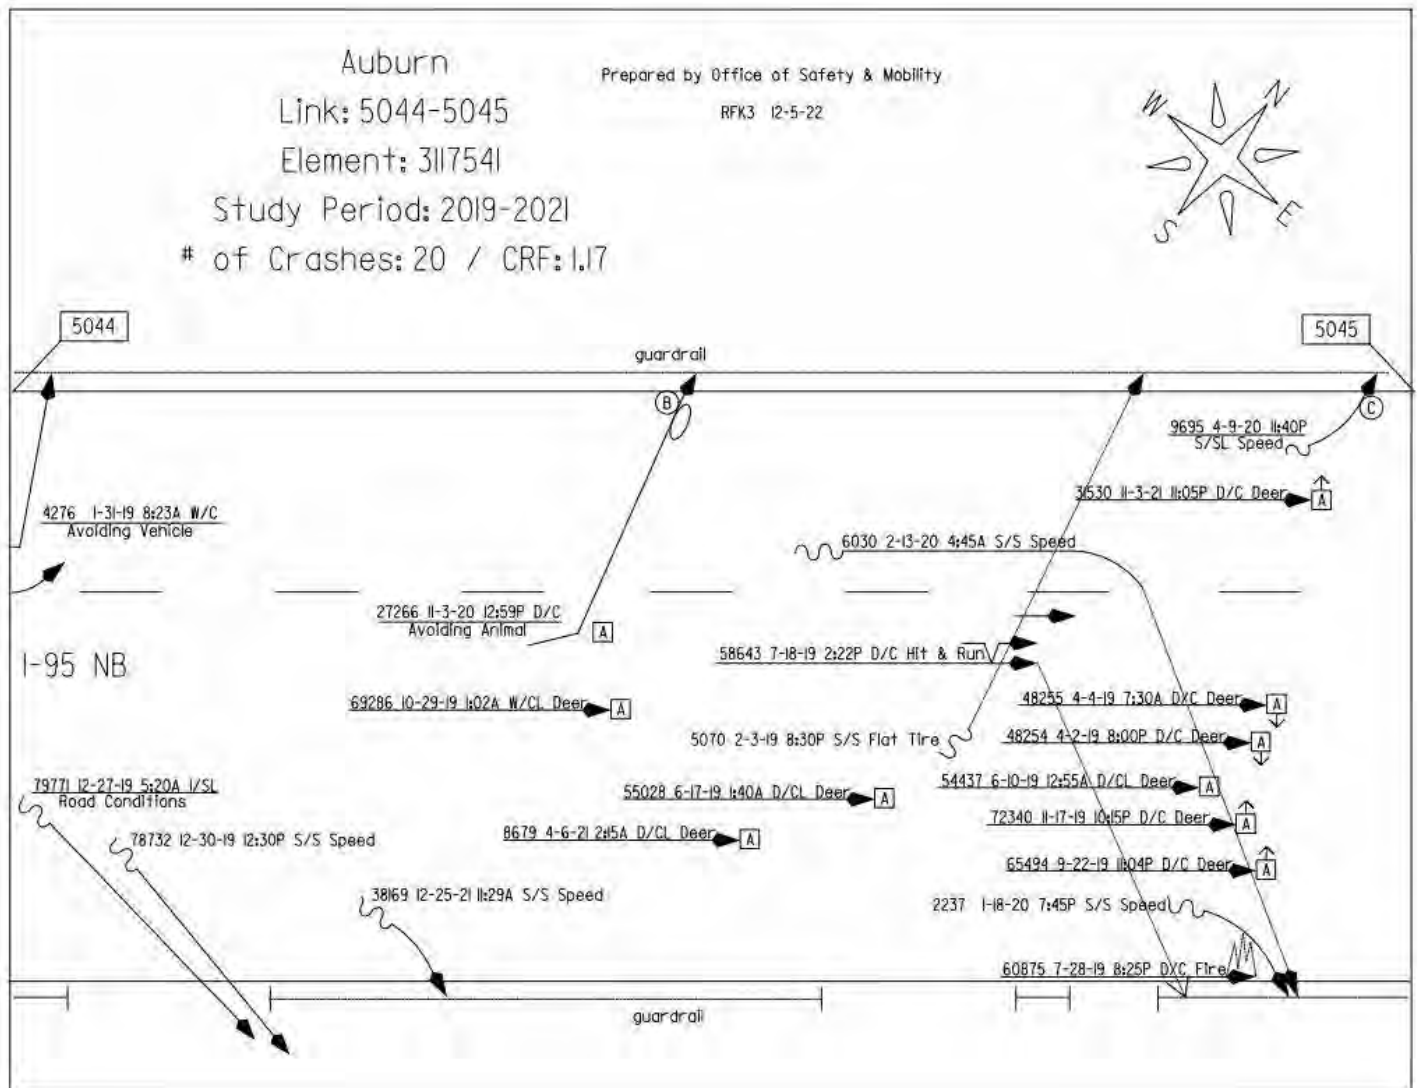 Auburn
Link: 5044-5045
Element: 3117541
Study Period: 2019-2021
# of Crashes: 20 / CRF: 1.17
Prepared by Office of Safety & Mobility
RFK3 12-5-22
W
N
S
E
5044
5045
guardrail
B
C
9695 4-9-20 11:40P
S/SL Speed
31530 11-3-21 11:05P D/C Deer A
4276 1-31-19 8:23A W/C
Avoiding Vehicle
6030 2-13-20 4:45A S/S Speed
27266 11-3-20 12:59P D/C
Avoiding Animal
A
58643 7-18-19 2:22P D/C Hit & Run
I-95 NB
69286 10-29-19 1:02A W/CL Deer A
48255 4-4-19 7:30A D/C Deer A
5070 2-3-19 8:30P S/S Flat Tire
48254 4-2-19 8:00P D/C Deer A
79771 12-27-19 5:20A I/SL
Road Conditions
54437 6-10-19 12:55A D/CL Deer A
55028 6-17-19 1:40A D/CL Deer A
72340 11-17-19 10:15P D/C Deer A
78732 12-30-19 12:30P S/S Speed
8679 4-6-21 2:15A D/CL Deer A
65494 9-22-19 11:04P D/C Deer A
38169 12-25-21 11:29A S/S Speed
2237 1-18-20 7:45P S/S Speed
60875 7-28-19 8:25P D/C Fire
guardrail